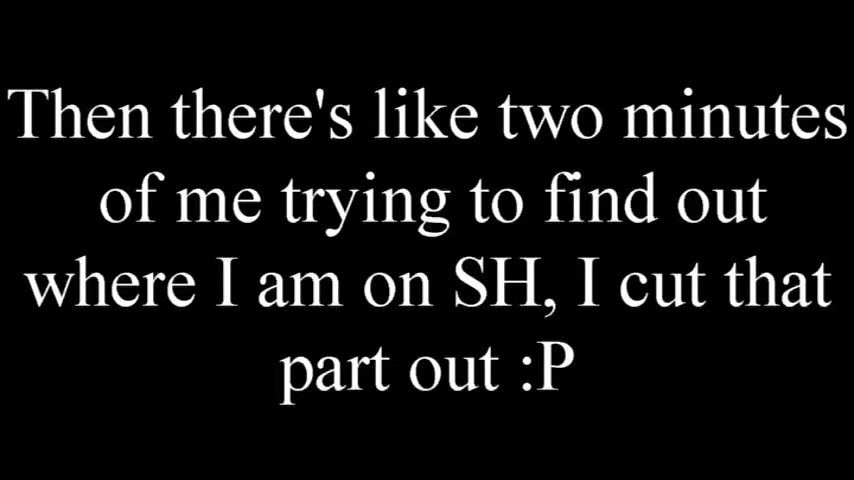 Then there's like two minutes
of me trying to find out
where I am on SH, I cut that
part out :P